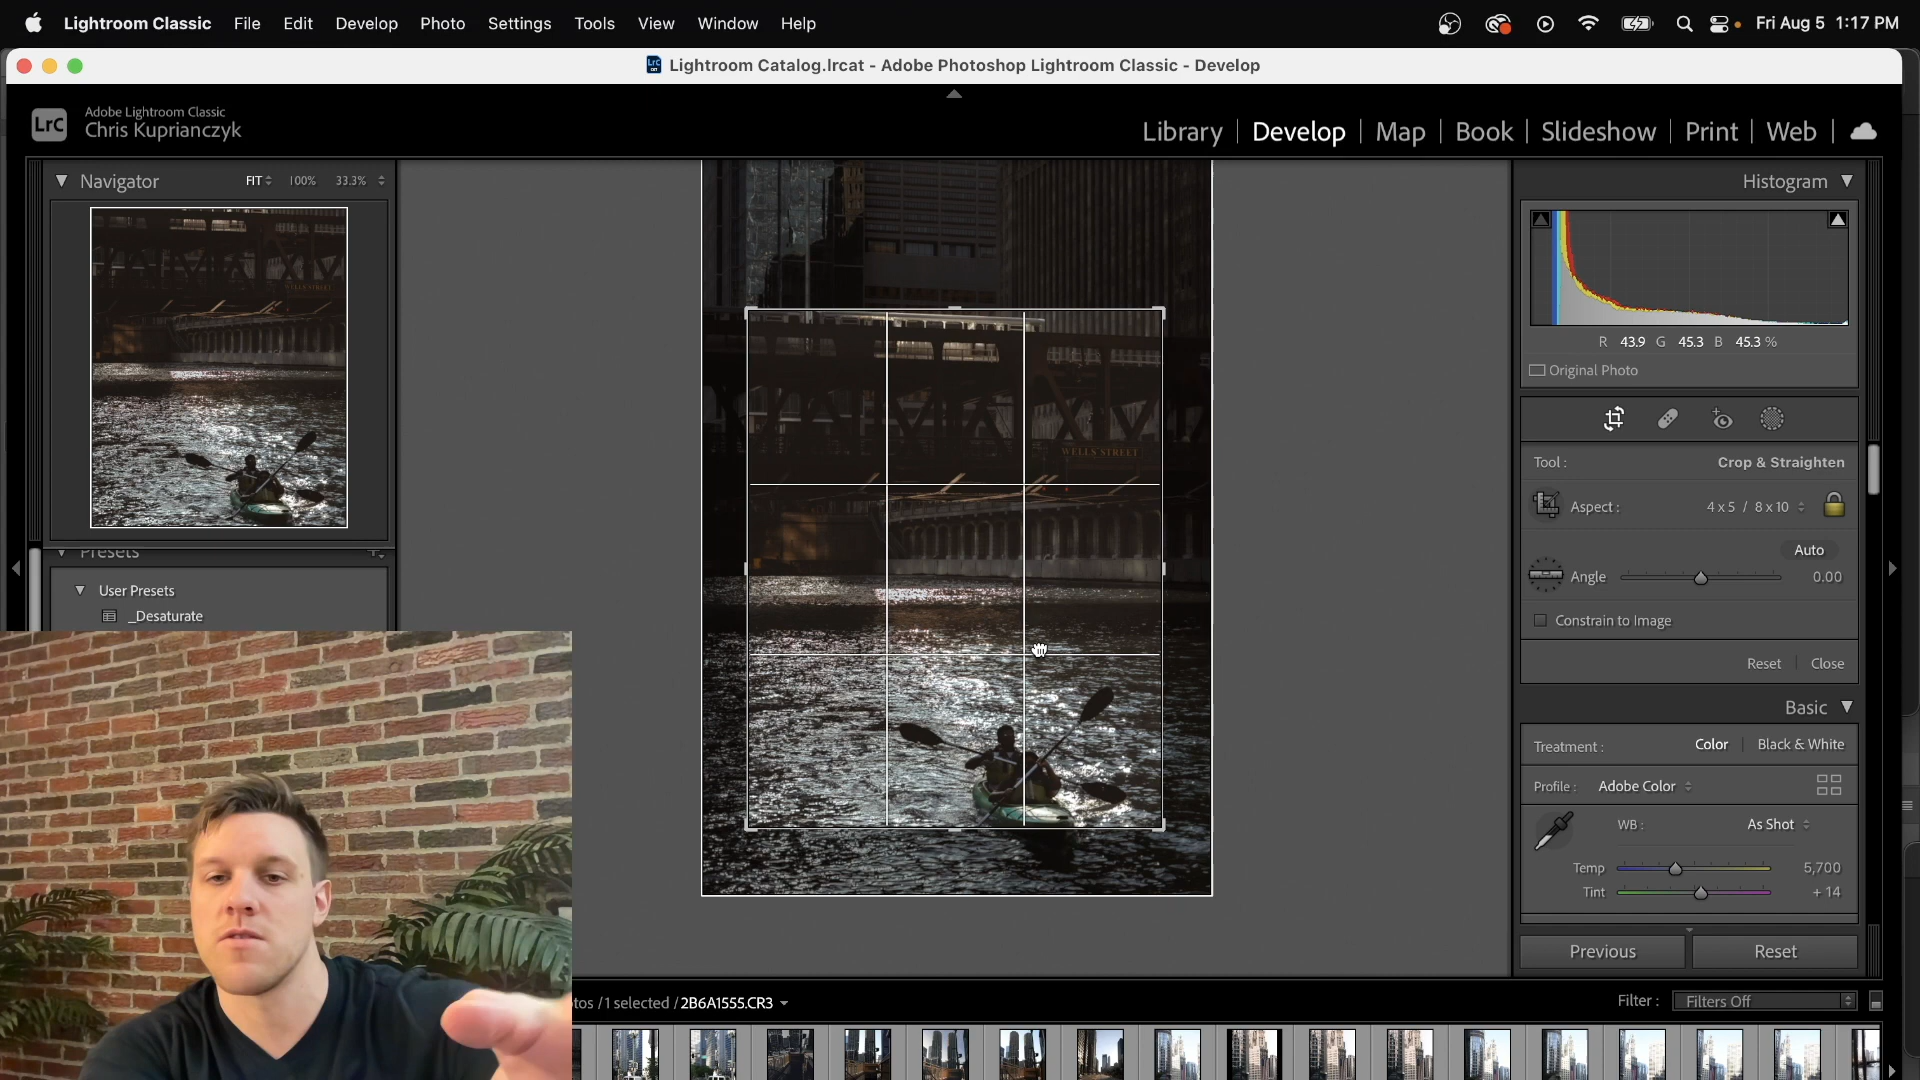 Lightroom Classic File Edit Develop Photo Settings Tools View Window Help Fri Aug 5 1:17 PM
Lightroom Catalog.lrcat - Adobe Photoshop Lightroom Classic - Develop
LrC
Adobe Lightroom Classic
Chris Kuprianczyk
Library | Develop | Map | Book | Slideshow | Print | Web
Navigator FIT 100% 33.3%
Presets
User Presets
_Desaturate
WELLS STREET
Histogram
R 43.9 G 45.3 B 45.3 %
Original Photo
Tool : Crop & Straighten
Aspect : 4 x 5 / 8 x 10
Auto
Angle 0.00
Constrain to Image
Reset Close
Basic
Treatment : Color Black & White
Profile : Adobe Color
WB : As Shot
Temp 5,700
Tint + 14
Previous Reset
tos / 1 selected / 2B6A1555.CR3
Filter : Filters Off